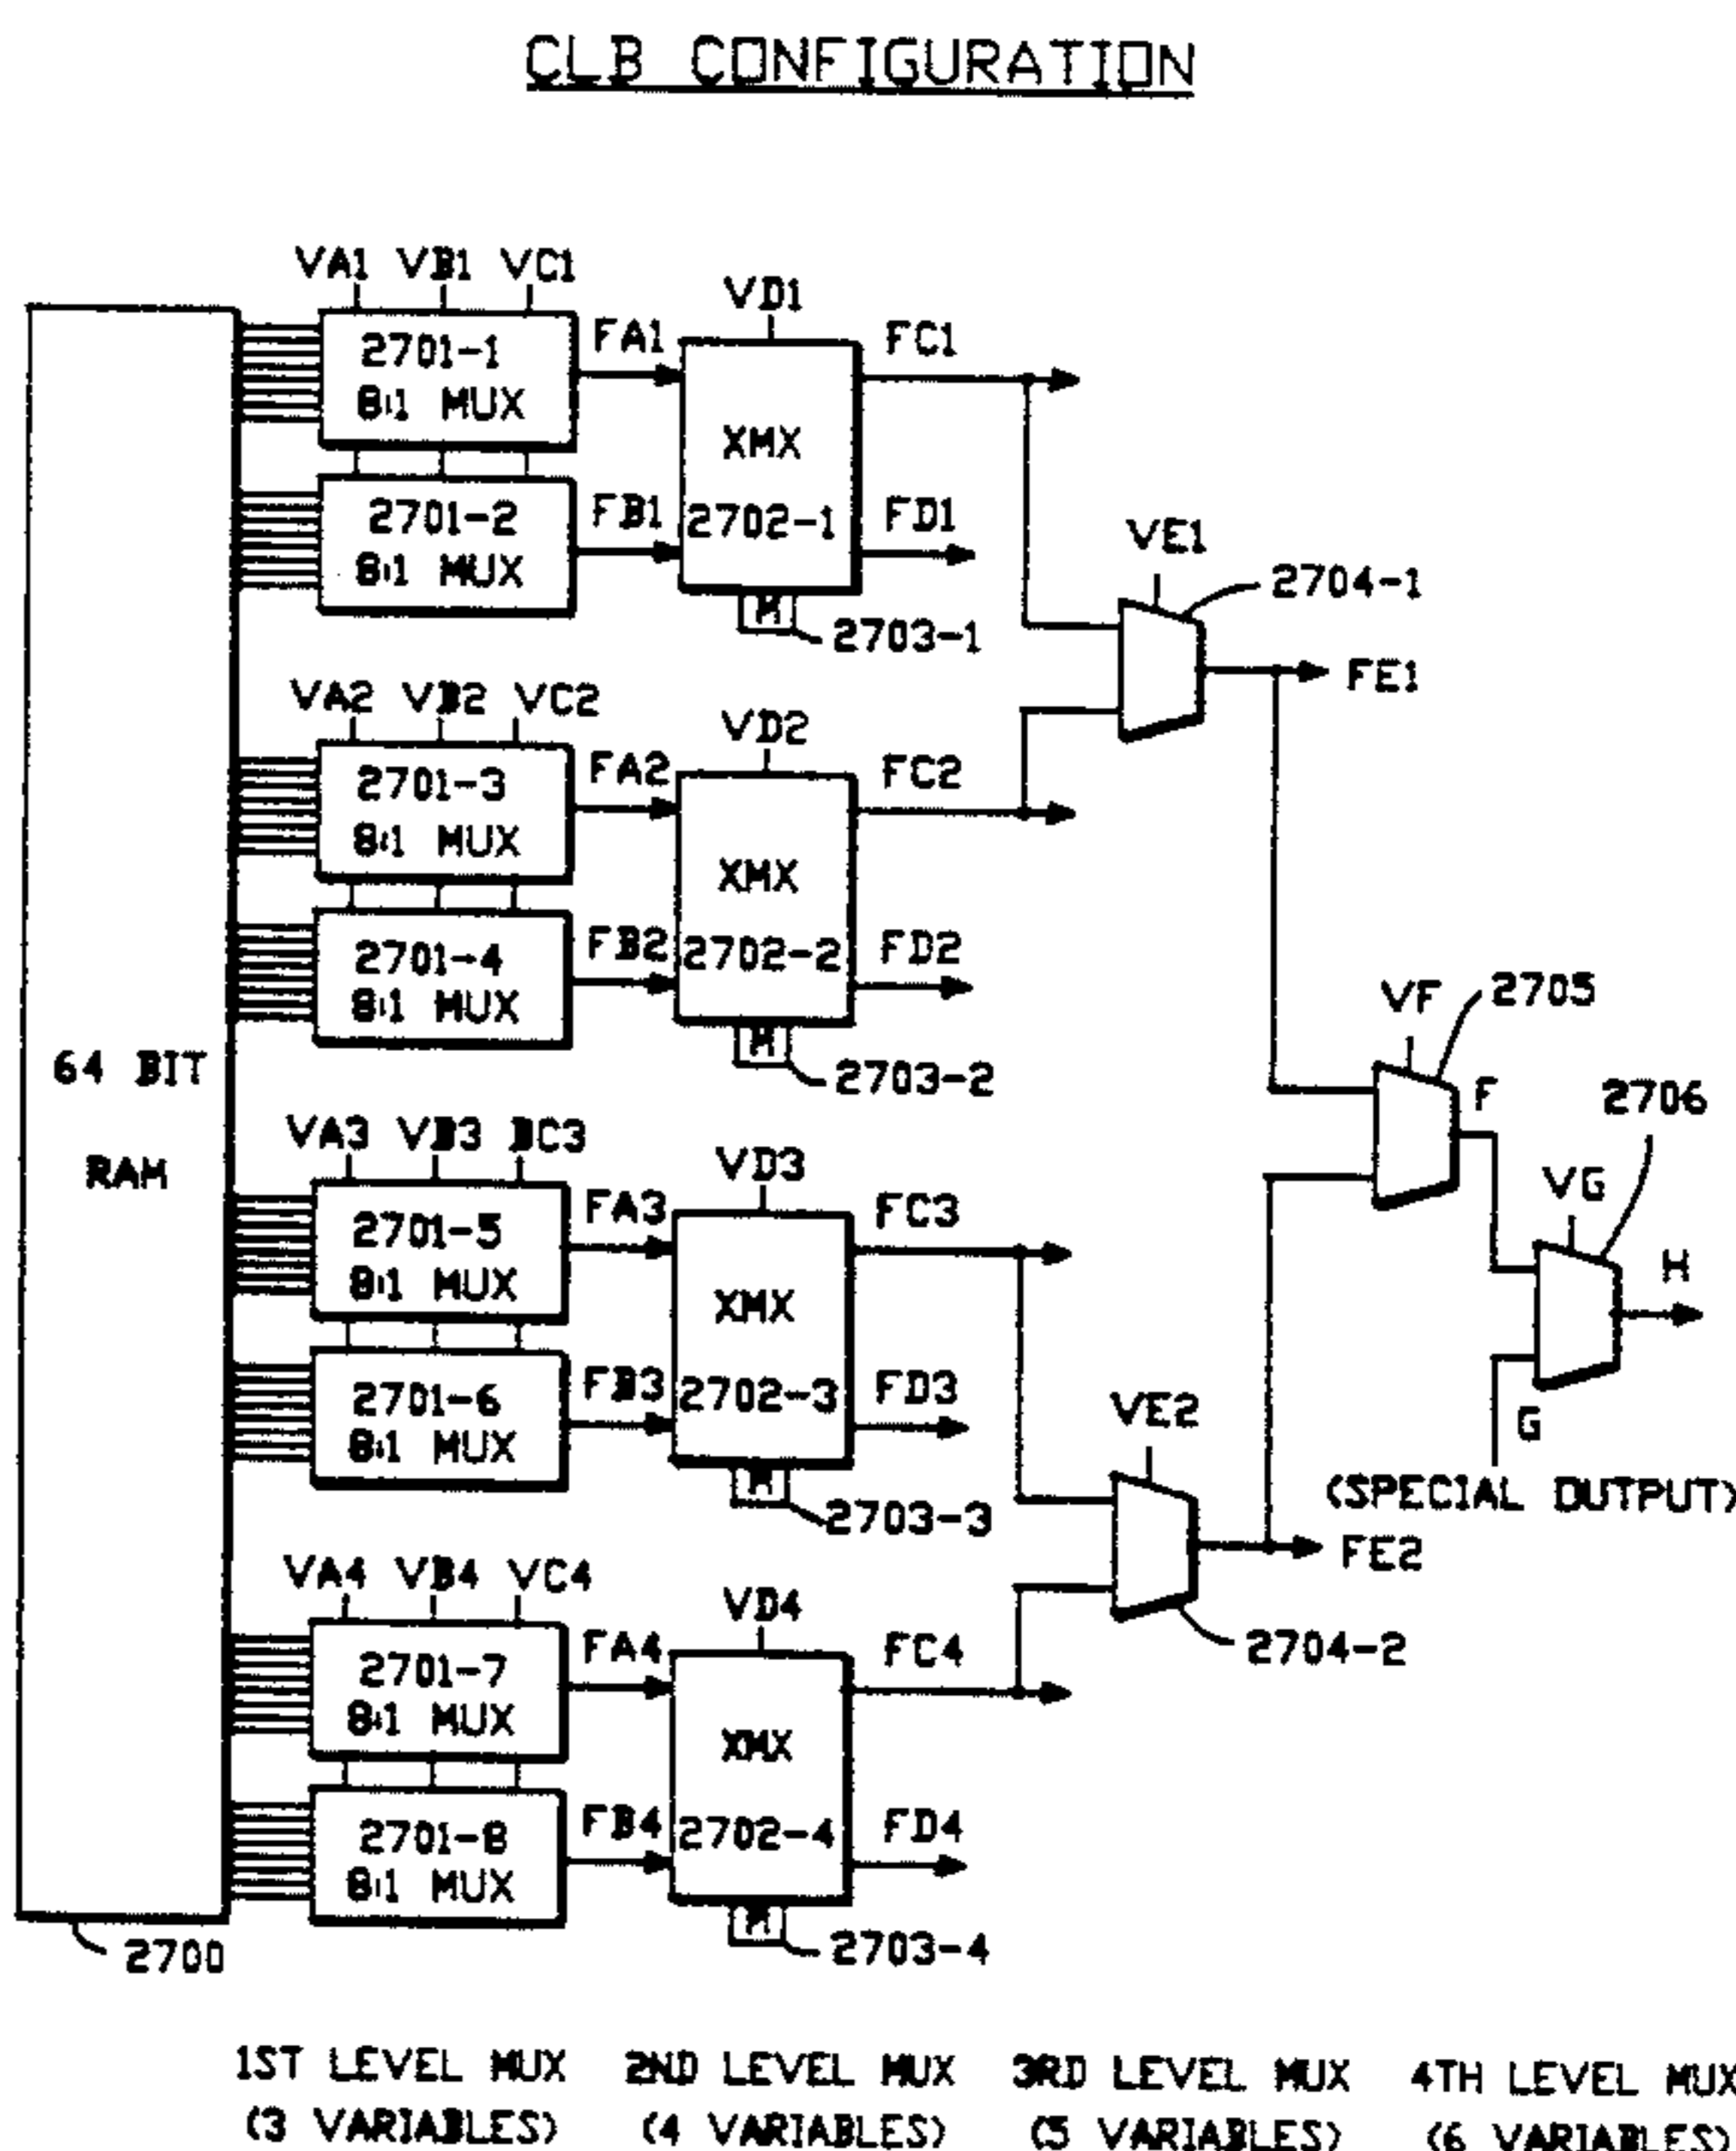 CLB CONFIGURATION
VA1 VB1 VC1
2701-1
8:1 MUX
FA1
VD1
FC1
XMX
2701-2
8:1 MUX
FB1
2702-1
FD1
M
2703-1
VE1
2704-1
FE1
VA2 VB2 VC2
2701-3
8:1 MUX
FA2
VD2
FC2
XMX
2701-4
8:1 MUX
FB2
2702-2
FD2
M
2703-2
64 BIT
RAM
VF
2705
F
2706
VG
H
G
(SPECIAL OUTPUT)
VA3 VB3 BC3
2701-5
8:1 MUX
FA3
VD3
FC3
XMX
2701-6
8:1 MUX
FB3
2702-3
FD3
M
2703-3
VE2
FE2
2704-2
VA4 VB4 VC4
2701-7
8:1 MUX
FA4
VD4
FC4
XMX
2701-8
8:1 MUX
FB4
2702-4
FD4
M
2703-4
2700
1ST LEVEL MUX 2ND LEVEL MUX 3RD LEVEL MUX 4TH LEVEL MUX
(3 VARIABLES) (4 VARIABLES) (5 VARIABLES) (6 VARIABLES)